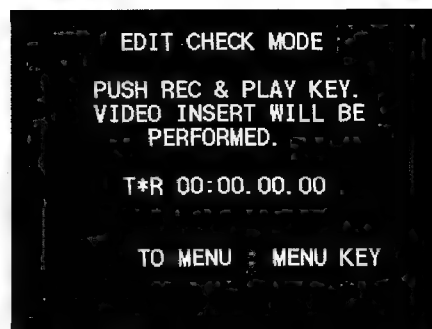 EDIT CHECK MODE
PUSH REC & PLAY KEY.
VIDEO INSERT WILL BE
PERFORMED.
T*R 00:00.00.00
TO MENU : MENU KEY